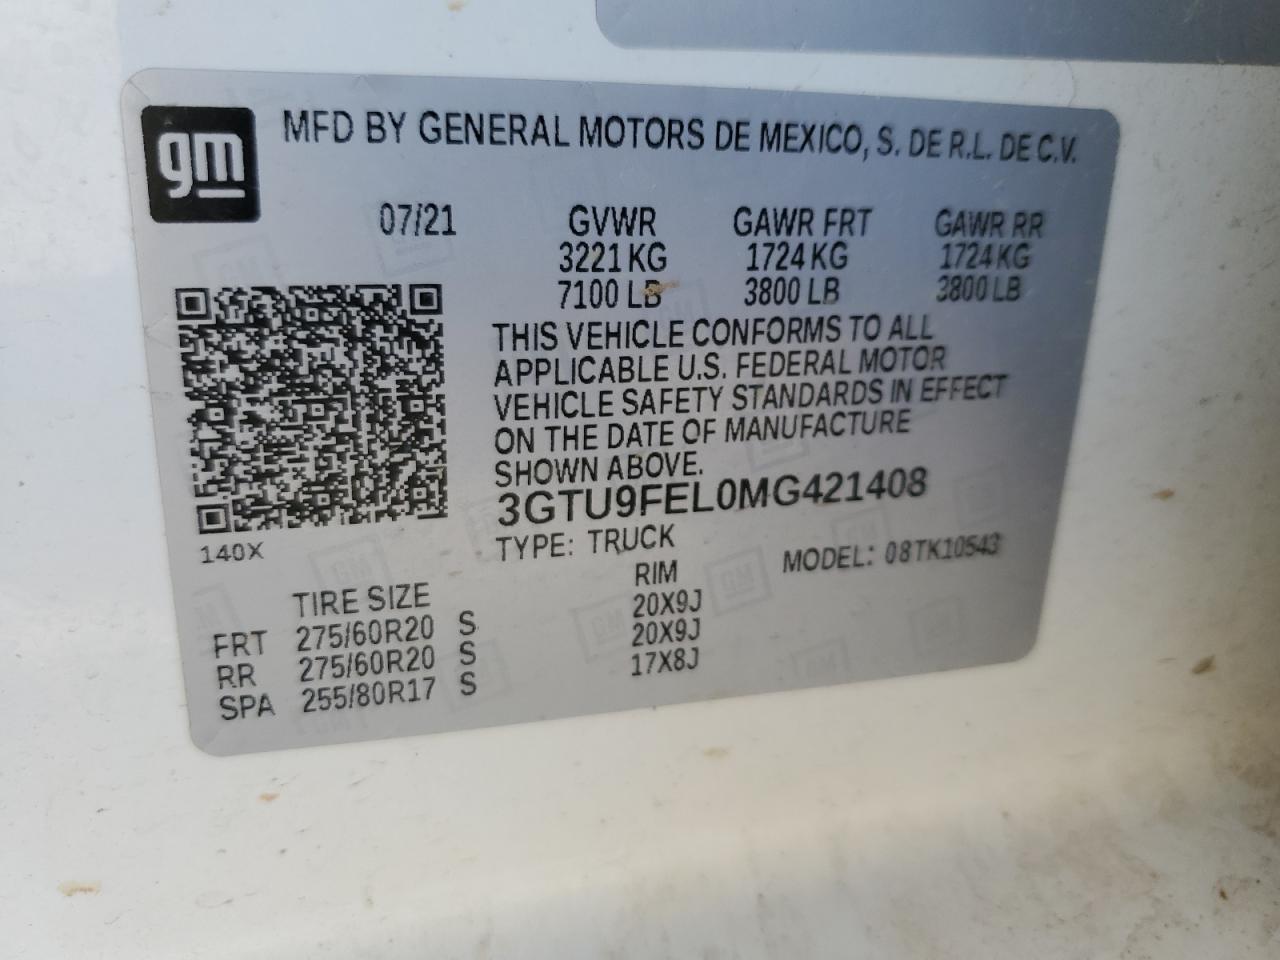 gm
MFD BY GENERAL MOTORS DE MEXICO, S. DE R.L. DE C.V.
07/21 GVWR GAWR FRT GAWR RR
3221 KG 1724 KG 1724 KG
7100 LB 3800 LB 3800 LB
THIS VEHICLE CONFORMS TO ALL
APPLICABLE U.S. FEDERAL MOTOR
VEHICLE SAFETY STANDARDS IN EFFECT
ON THE DATE OF MANUFACTURE
SHOWN ABOVE.
3GTU9FEL0MG421408
140X
TYPE: TRUCK MODEL: 08TK10543
TIRE SIZE RIM
FRT 275/60R20 S 20X9J
RR 275/60R20 S 20X9J
SPA 255/80R17 S 17X8J